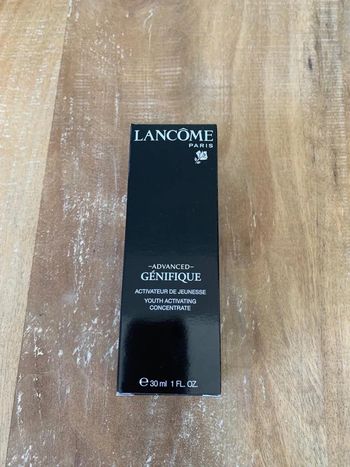 LANCÔME
PARIS
-ADVANCED-
GÉNIFIQUE
ACTIVATEUR DE JEUNESSE
YOUTH ACTIVATING
CONCENTRATE
℮ 30 ml 1 FL. OZ.